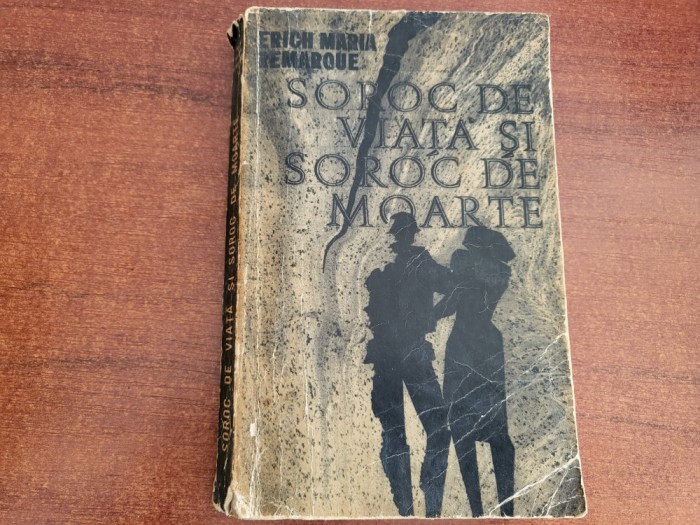 ERICH MARIA
REMARQUE
SOROC DE
VIAȚĂ ȘI
SOROC DE
MOARTE
SOROC DE VIAȚĂ ȘI SOROC DE MOARTE